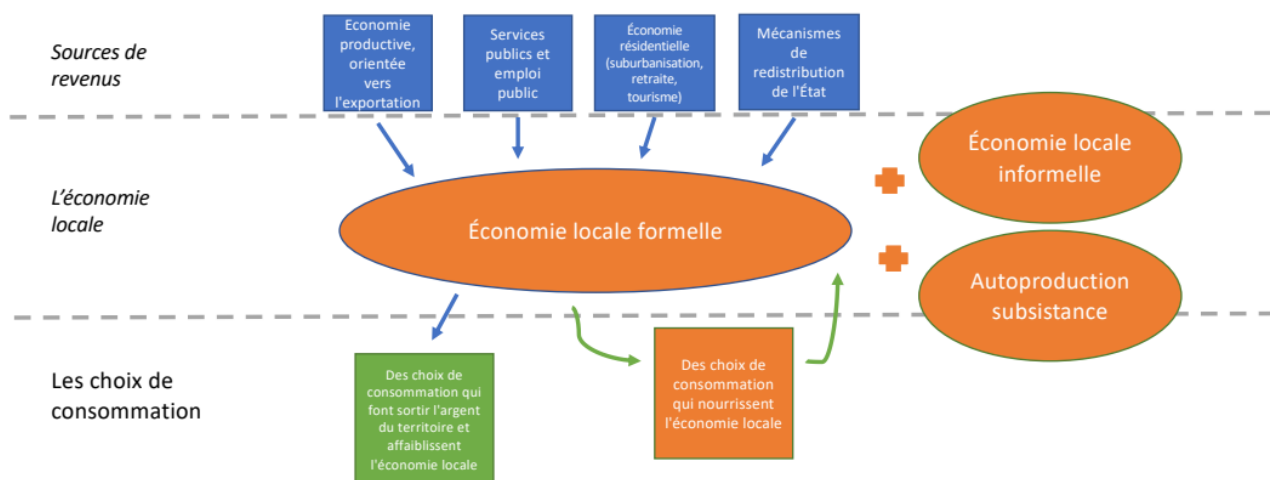 Sources de
revenus
Economie
productive,
orientée
vers
l'exportation
Services
publics et
emploi
public
Économie
résidentielle
(suburbanisation,
retraite,
tourisme)
Mécanismes
de
redistribution
de l'État
L'économie
locale
Économie locale formelle
Économie locale
informelle
Autoproduction
subsistance
Les choix de
consommation
Des choix de
consommation qui
font sortir l'argent
du territoire et
affaiblissent
l'économie locale
Des choix de
consommation
qui nourrissent
l'économie locale